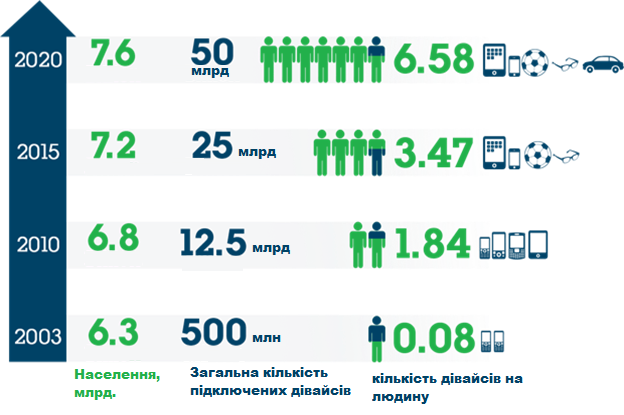 2020 7.6 50 млрд 6.58
2015 7.2 25 млрд 3.47
2010 6.8 12.5 млрд 1.84
2003 6.3 500 млн 0.08
Населення, млрд.
Загальна кількість підключених дівайсів
кількість дівайсів на людину